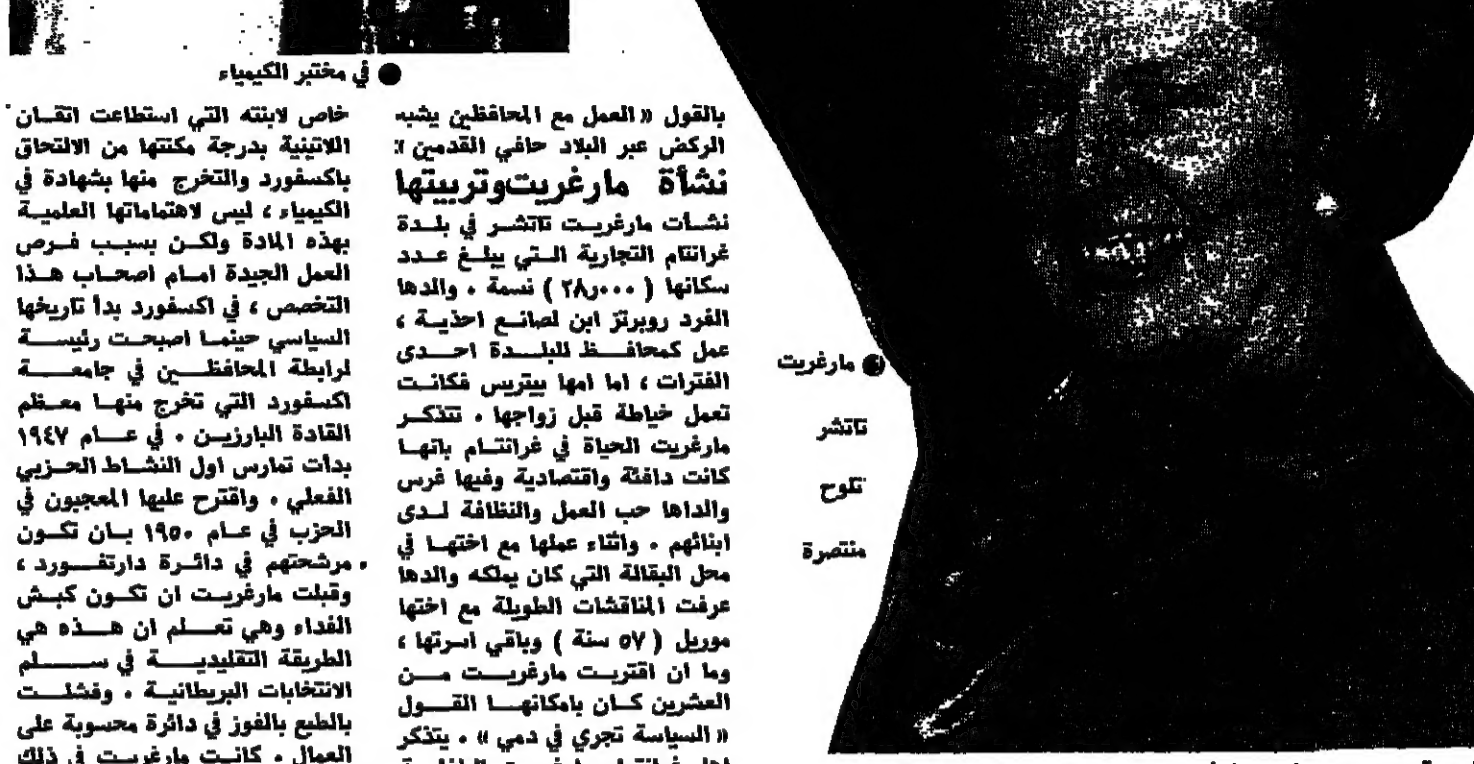 ● في مختبر الكيمياء
بالقول « العمل مع المحافظين يشبه
الركض عبر البلاد حافي القدمين »
نشأة مارغريت وتربيتها
نشأت مارغريت تاتشر في بلدة
غرانتام التجارية التي يبلغ عدد
سكانها ( ٢٨ر٠٠٠ ) نسمة . والدها
الفرد روبرتز ابن لصانع احذية ،
عمل كمحافظ للبلدة احدى
الفترات ، اما امها بيتريس فكانت
تعمل خياطة قبل زواجها . تتذكر
مارغريت الحياة في غرانتام بانها
كانت دافئة واقتصادية وفيها غرس
والداها حب العمل والنظافة لدى
ابنائهم . واثناء عملها مع اختها في
محل البقالة التي كان يملكه والدها
عرفت المناقشات الطويلة مع اختها
موريل ( ٥٧ سنة ) وباقي اسرتها ،
وما ان اقتربت مارغريت من
العشرين كان بامكانها القول
« السياسة تجري في دمي » . يتذكر
خاص لابنته التي استطاعت اتقان
اللاتينية بدرجة مكنتها من الالتحاق
باكسفورد والتخرج منها بشهادة في
الكيمياء ، ليس لاهتماماتها العلمية
بهذه المادة ولكن بسبب فرص
العمل الجيدة امام اصحاب هذا
التخصص ، في اكسفورد بدأ تاريخها
السياسي حينما اصبحت رئيسة
لرابطة المحافظين في جامعة
اكسفورد التي تخرج منها معظم
القادة البارزين . في عام ١٩٤٧
بدأت تمارس اول النشاط الحزبي
الفعلي . واقترح عليها المعجبون في
الحزب في عام ١٩٥٠ بان تكون
مرشحتهم في دائرة دارتفورد ،
وقبلت مارغريت ان تكون كبش
الفداء وهي تعلم ان هذه هي
الطريقة التقليدية في سلم
الانتخابات البريطانية . وفشلت
بالطبع بالفوز في دائرة محسوبة على
العمال . كانت مارغريت في ذلك
● مارغريت
تاتشر
تلوح
منتصرة